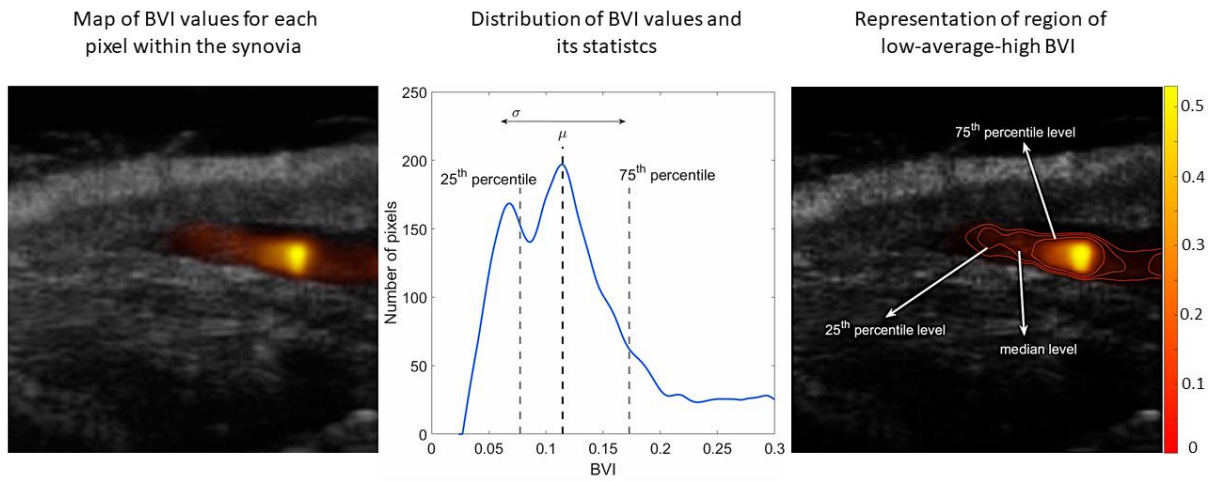 Map of BVI values for each
pixel within the synovia
Distribution of BVI values and
its statistcs
Representation of region of
low-average-high BVI
250
200
150
100
50
0
Number of pixels
σ
μ
25th percentile
75th percentile
0
0.05
0.1
0.15
0.2
0.25
0.3
BVI
75th percentile level
25th percentile level
median level
0.5
0.4
0.3
0.2
0.1
0